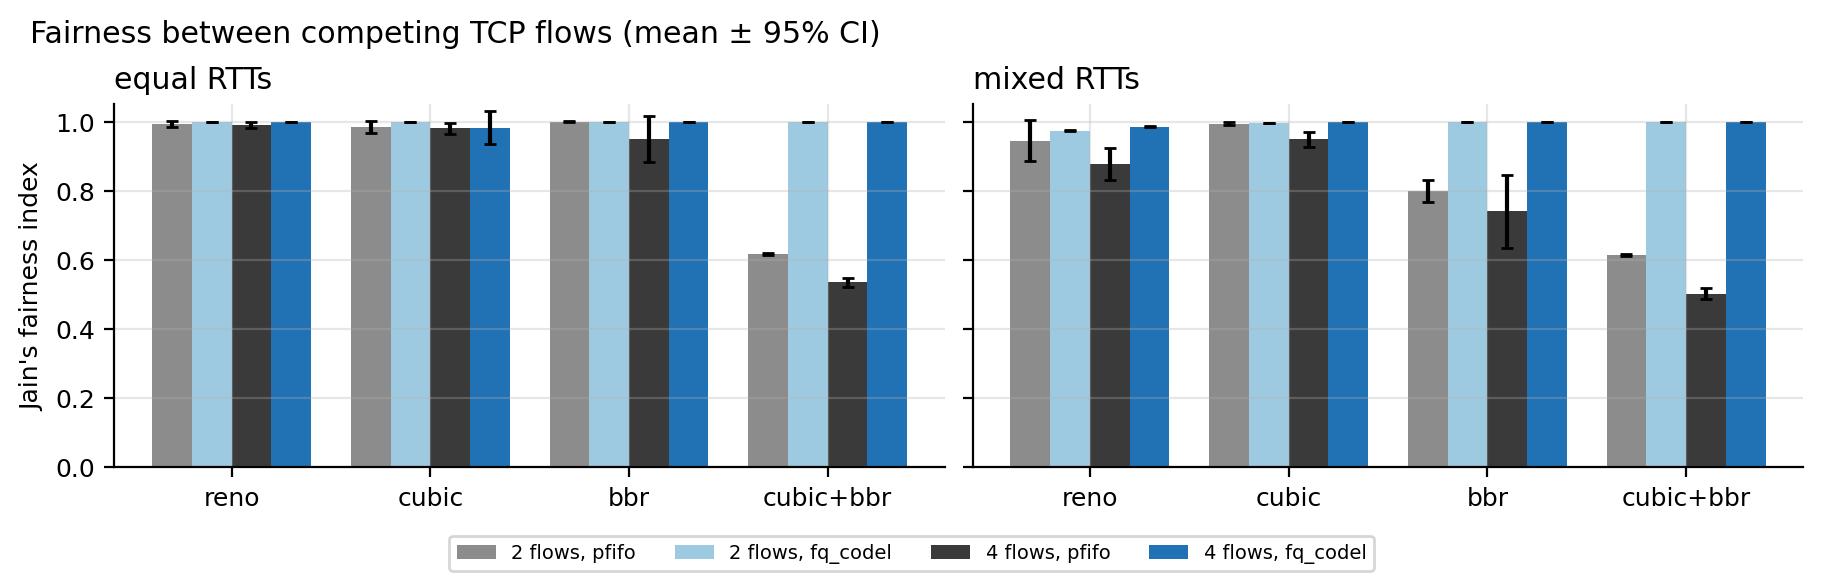 Fairness between competing TCP flows (mean ± 95% CI)
equal RTTs
mixed RTTs
Jain's fairness index
1.0
0.8
0.6
0.4
0.2
0.0
reno cubic bbr cubic+bbr
reno cubic bbr cubic+bbr
2 flows, pfifo 2 flows, fq_codel 4 flows, pfifo 4 flows, fq_codel